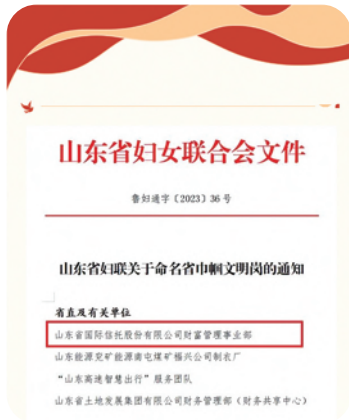 山东省妇女联合会文件
鲁妇通字〔2023〕36 号
山东省妇联关于命名省巾帼文明岗的通知
省直及有关单位
山东省国际信托股份有限公司财富管理事业部
山东能源兖矿能源南屯煤矿福兴公司制衣厂
“山东高速智慧出行”服务团队
山东省土地发展集团有限公司财务管理部（财务共享中心）